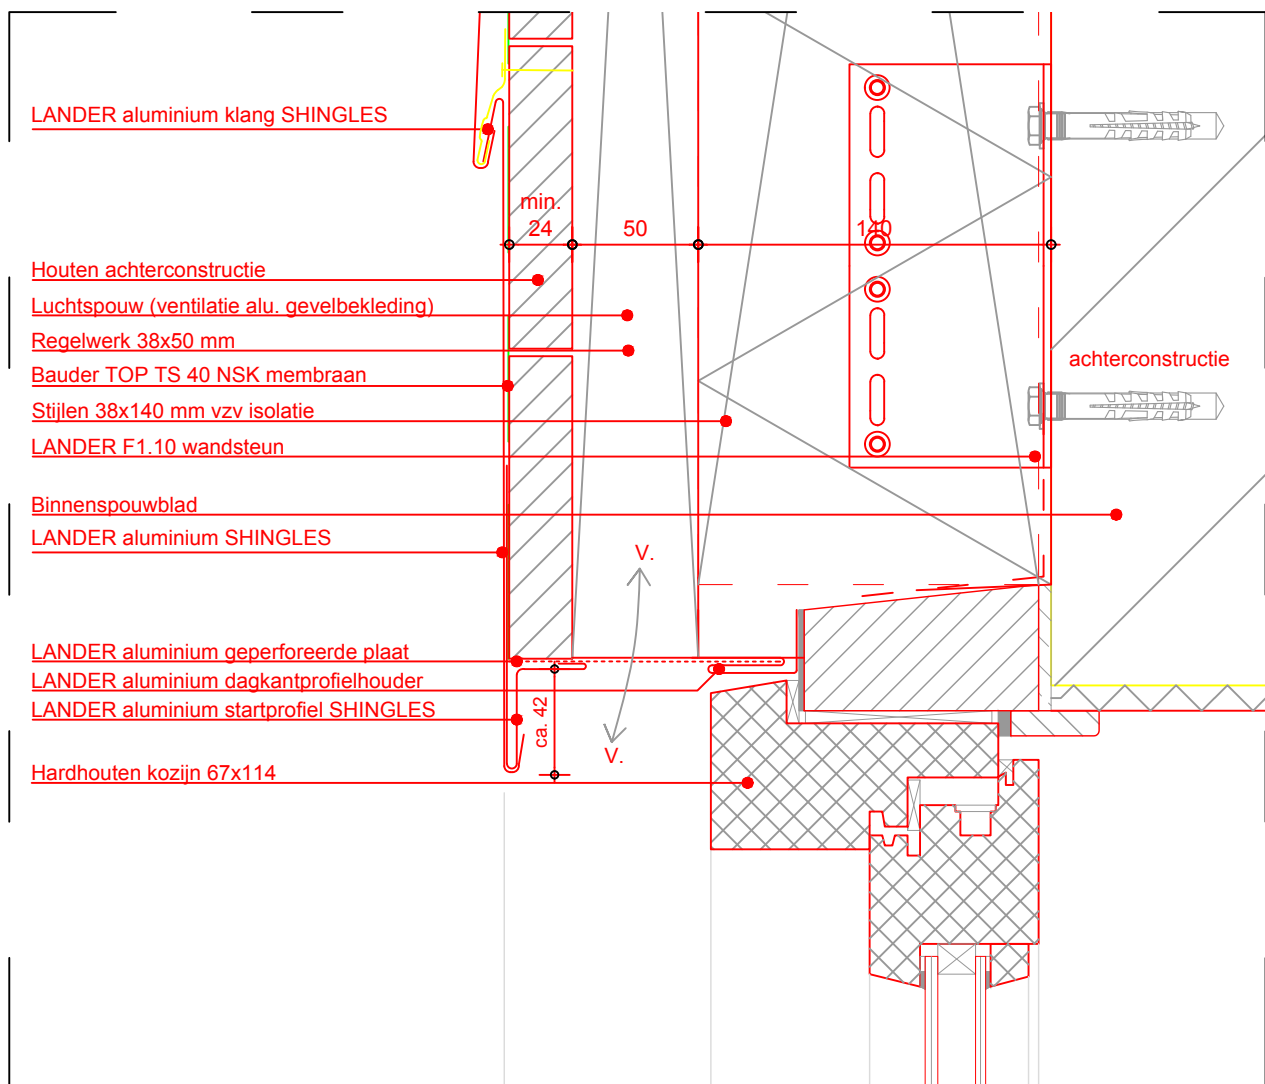 LANDER aluminium klang SHINGLES
min.
24
50
140
Houten achterconstructie
Luchtspouw (ventilatie alu. gevelbekleding)
Regelwerk 38x50 mm
achterconstructie
Bauder TOP TS 40 NSK membraan
Stijlen 38x140 mm vzv isolatie
LANDER F1.10 wandsteun
Binnenspouwblad
LANDER aluminium SHINGLES
V.
LANDER aluminium geperforeerde plaat
LANDER aluminium dagkantprofielhouder
LANDER aluminium startprofiel SHINGLES
ca. 42
V.
Hardhouten kozijn 67x114